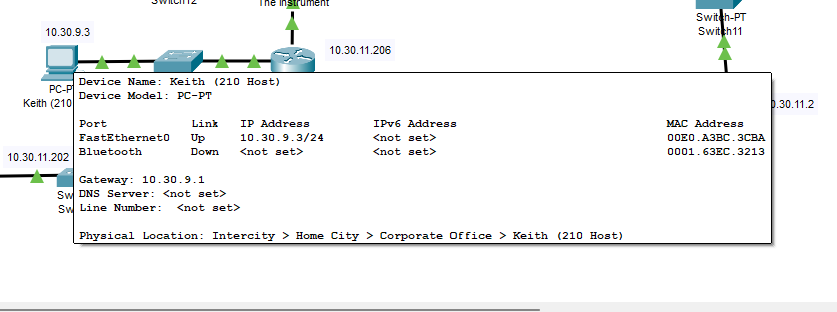 Switch12
The Instrument
Switch-PT
Switch11
10.30.9.3
10.30.11.206
PC-P
Keith (210
Device Name: Keith (210 Host)
Device Model: PC-PT
Port Link IP Address IPv6 Address MAC Address
FastEthernet0 Up 10.30.9.3/24 <not set> 00E0.A3BC.3CBA
Bluetooth Down <not set> <not set> 0001.63EC.3213
Gateway: 10.30.9.1
DNS Server: <not set>
Line Number: <not set>
Physical Location: Intercity > Home City > Corporate Office > Keith (210 Host)
0.30.11.2
10.30.11.202
Sw
Sw